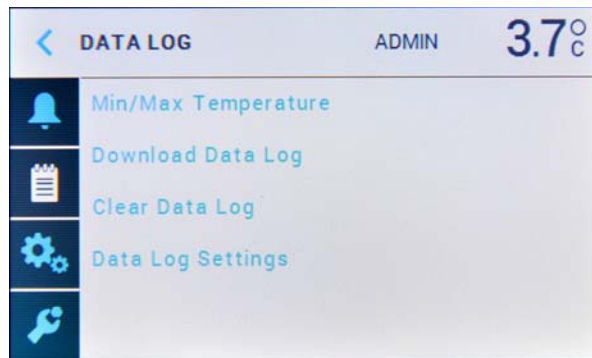 DATA LOG ADMIN 3.7°C
Min/Max Temperature
Download Data Log
Clear Data Log
Data Log Settings